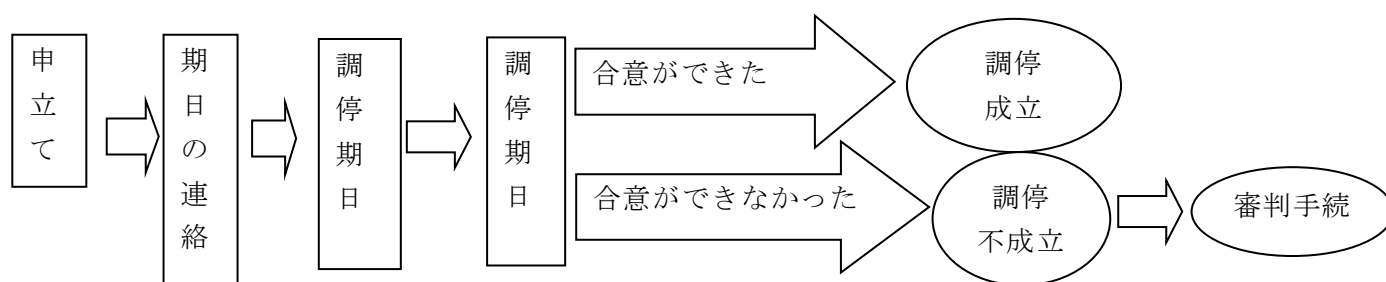 申立て
期日の連絡
調停期日
調停期日
合意ができた
調停
成立
合意ができなかった
調停
不成立
審判手続